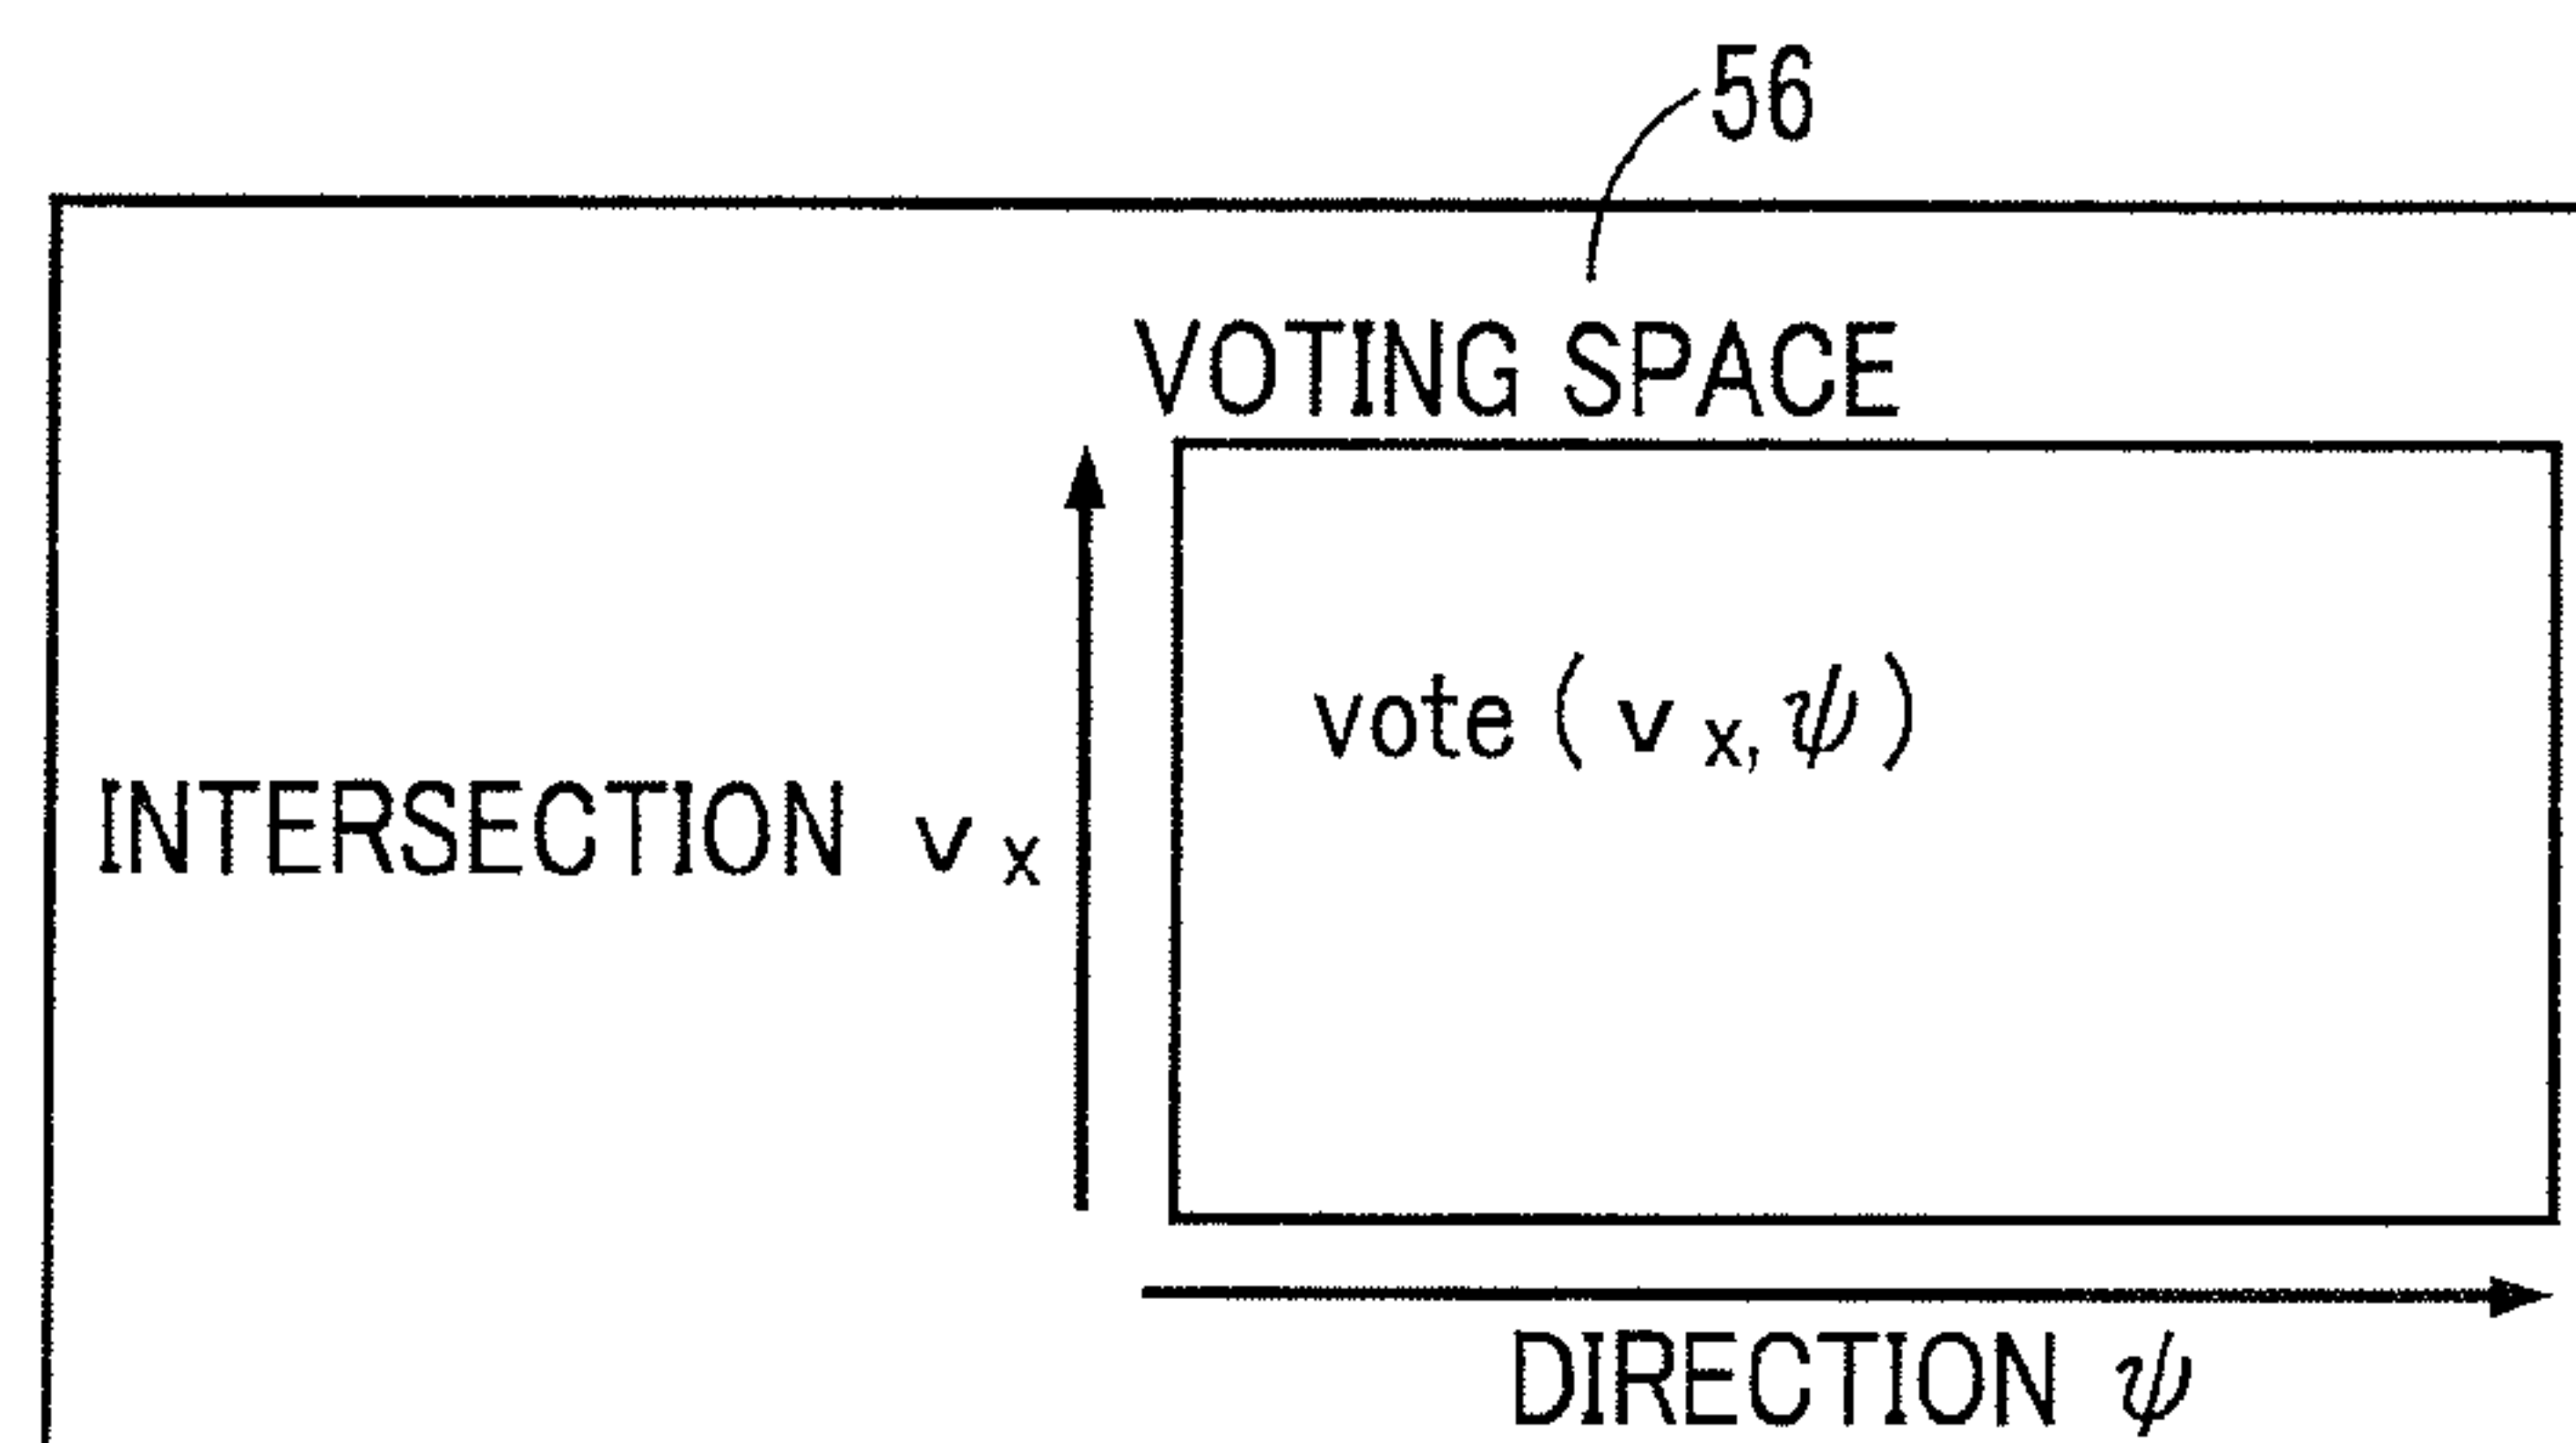 56
VOTING SPACE
vote (v x, ψ)
INTERSECTION v x
DIRECTION ψ